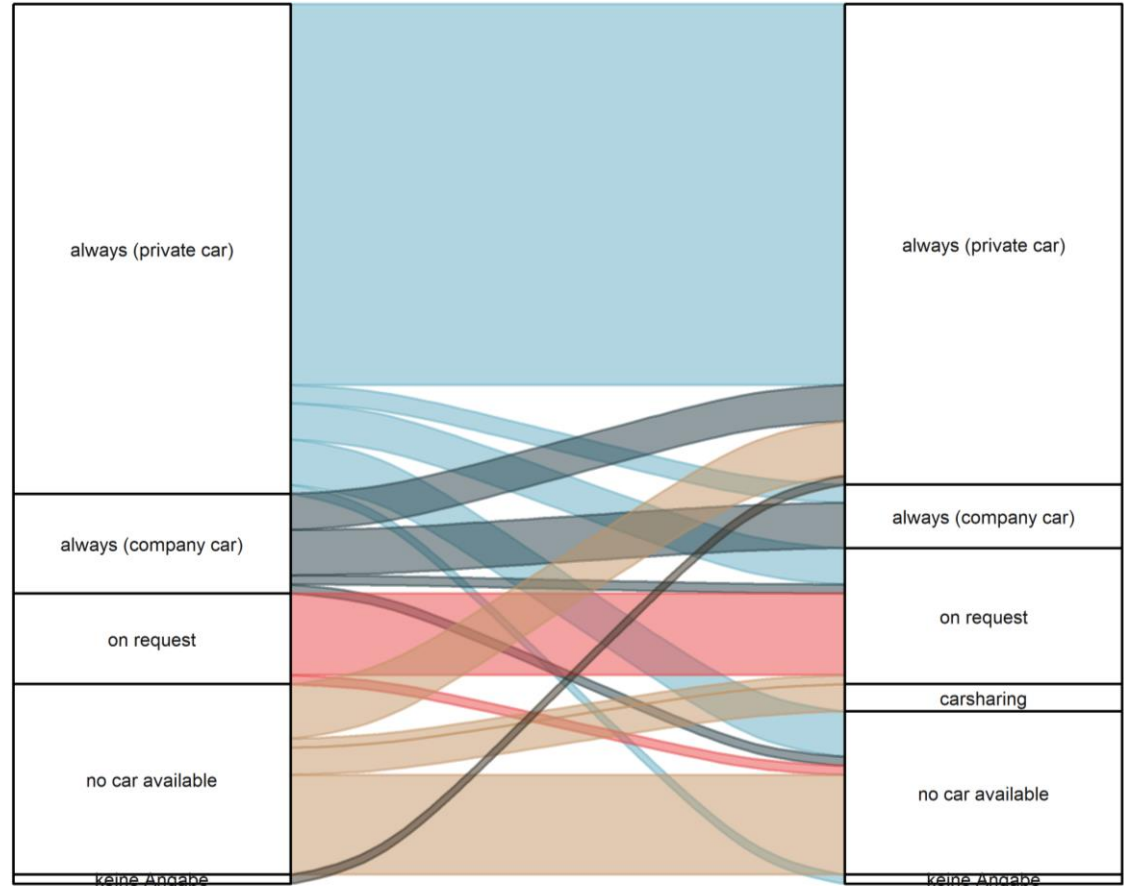 always (private car)
always (company car)
on request
no car available
keine Angabe
always (private car)
always (company car)
on request
carsharing
no car available
keine Angabe